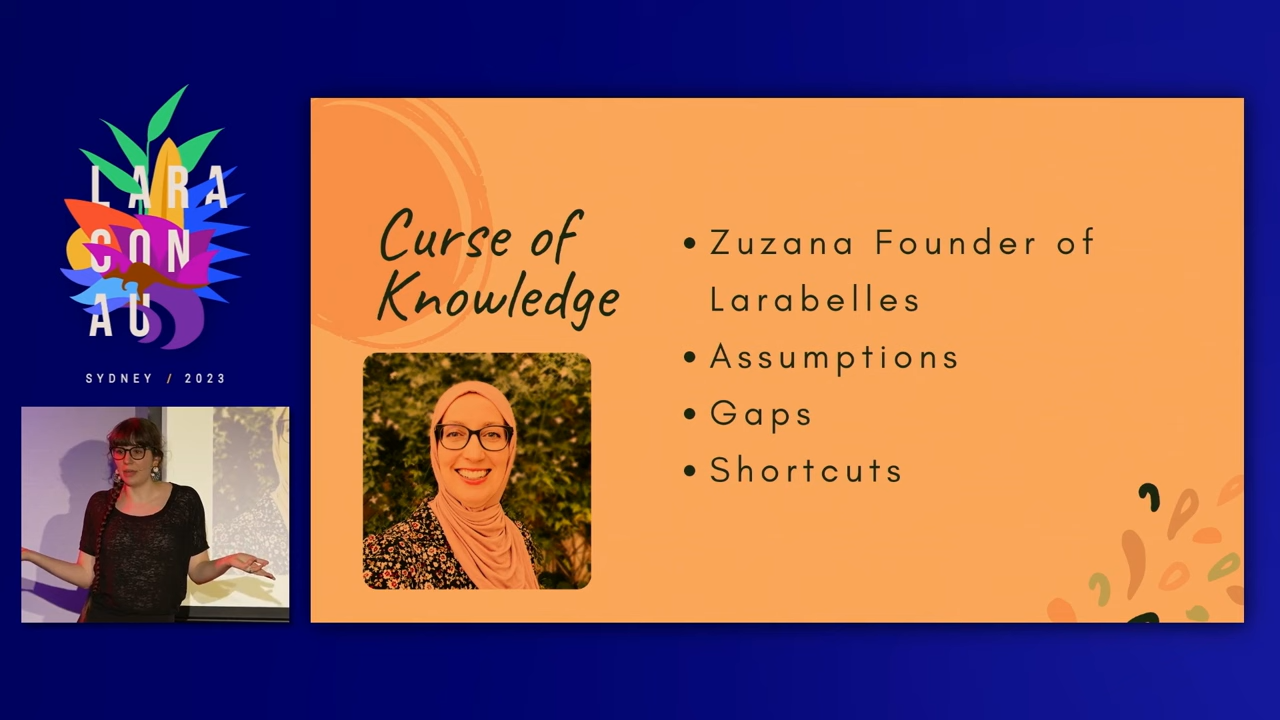 LARA
CON
AU
SYDNEY / 2023
Curse of
Knowledge
• Zuzana Founder of
Larabelles
• Assumptions
• Gaps
• Shortcuts